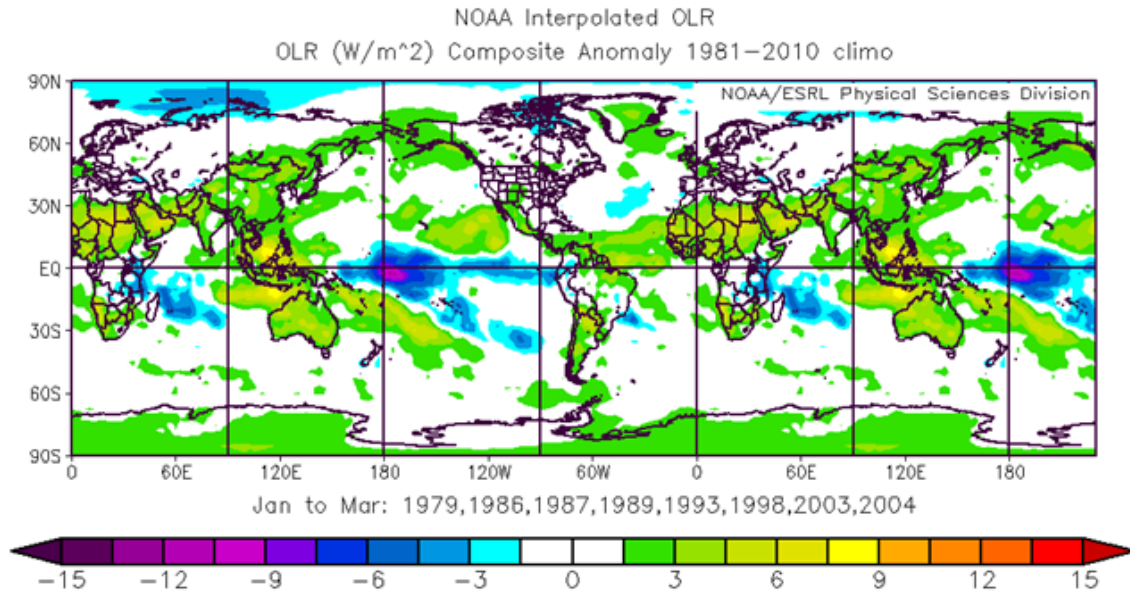 NOAA Interpolated OLR
OLR (W/m^2) Composite Anomaly 1981−2010 climo
NOAA/ESRL Physical Sciences Division
90N
60N
30N
EQ
30S
60S
90S
0 60E 120E 180 120W 60W 0 60E 120E 180
Jan to Mar: 1979,1986,1987,1989,1993,1998,2003,2004
−15 −12 −9 −6 −3 0 3 6 9 12 15